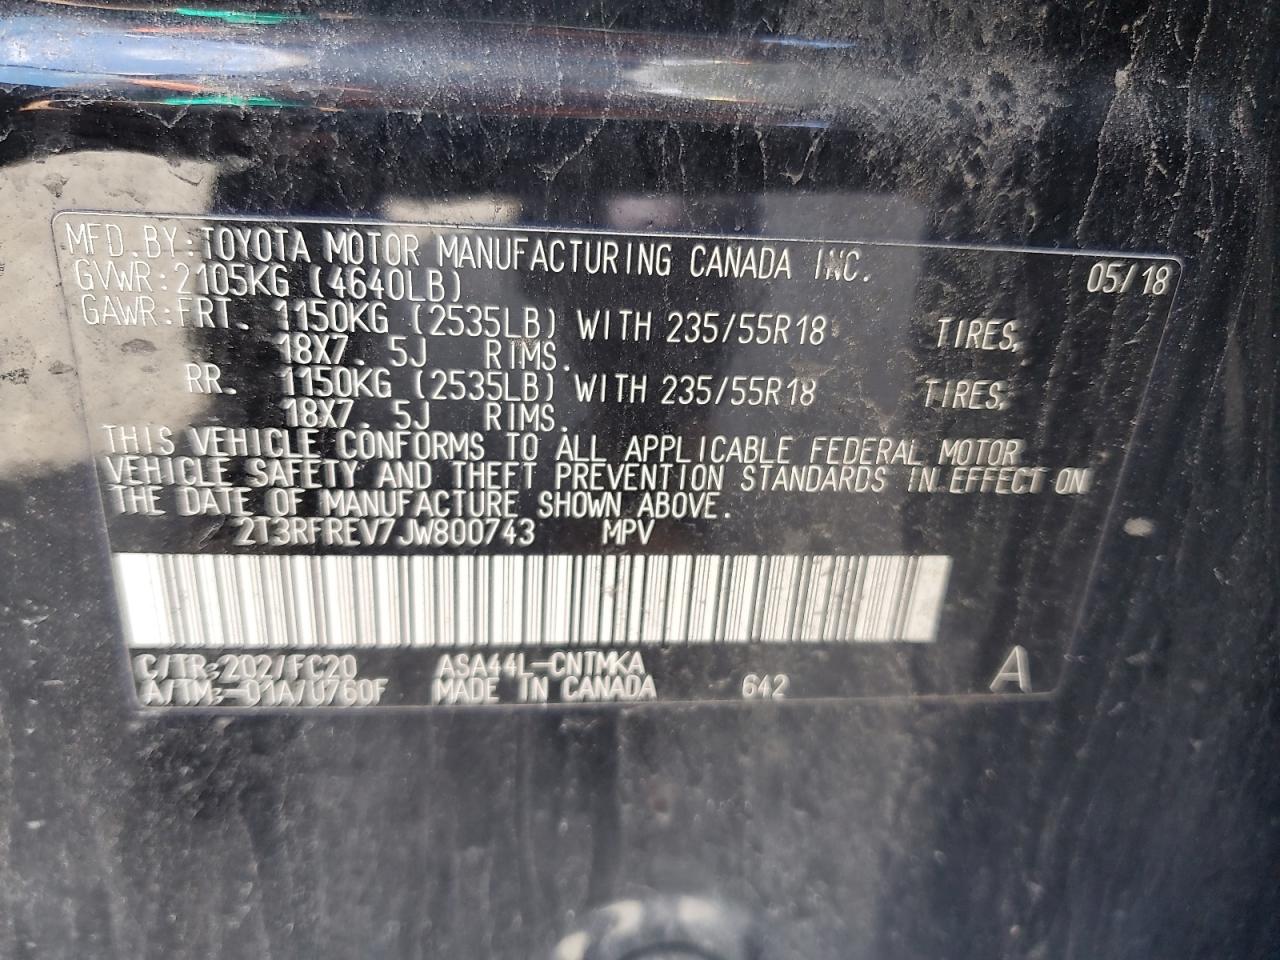 MFD.BY:TOYOTA MOTOR MANUFACTURING CANADA INC. 05/18
GVWR:2105KG (4640LB)
GAWR:FRT. 1150KG (2535LB) WITH 235/55R18 TIRES,
18X7. 5J RIMS.
RR. 1150KG (2535LB) WITH 235/55R18 TIRES,
18X7. 5J RIMS.
THIS VEHICLE CONFORMS TO ALL APPLICABLE FEDERAL MOTOR
VEHICLE SAFETY AND THEFT PREVENTION STANDARDS IN EFFECT ON
THE DATE OF MANUFACTURE SHOWN ABOVE.
2T3RFREV7JW800743 MPV
C/TR:202/FC20 ASA44L-CNTMKA
A/TM:-01A/U760F MADE IN CANADA 642 A